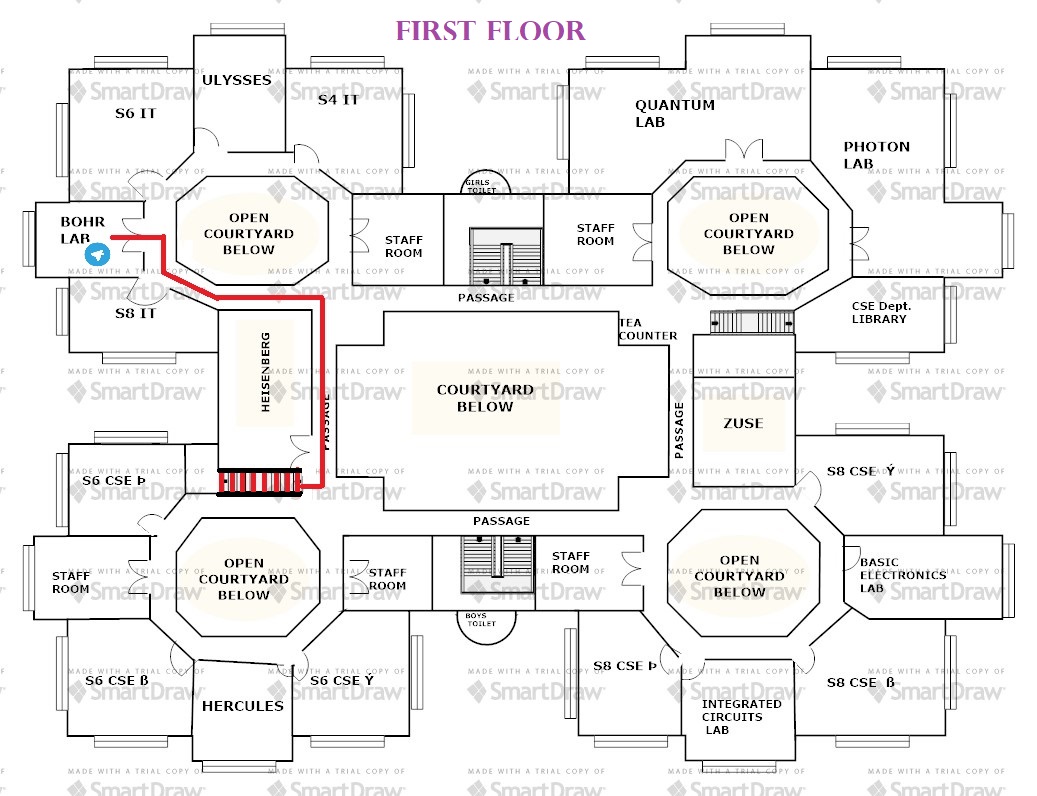 FIRST FLOOR
ULYSSES
S6 IT
S4 IT
QUANTUM
LAB
PHOTON
LAB
GIRLS
TOILET
BOHR
LAB
OPEN
COURTYARD
BELOW
STAFF
ROOM
STAFF
ROOM
OPEN
COURTYARD
BELOW
PASSAGE
S8 IT
TEA
COUNTER
CSE Dept.
LIBRARY
HEISENBERG
PASSAGE
COURTYARD
BELOW
PASSAGE
ZUSE
S6 CSE Þ
S8 CSE Ý
PASSAGE
STAFF
ROOM
OPEN
COURTYARD
BELOW
STAFF
ROOM
STAFF
ROOM
OPEN
COURTYARD
BELOW
BASIC
ELECTRONICS
LAB
BOYS
TOILET
S6 CSE ß
HERCULES
S6 CSE Ý
S8 CSE Þ
INTEGRATED
CIRCUITS
LAB
S8 CSE ß
MADE WITH A TRIAL COPY OF
SmartDraw